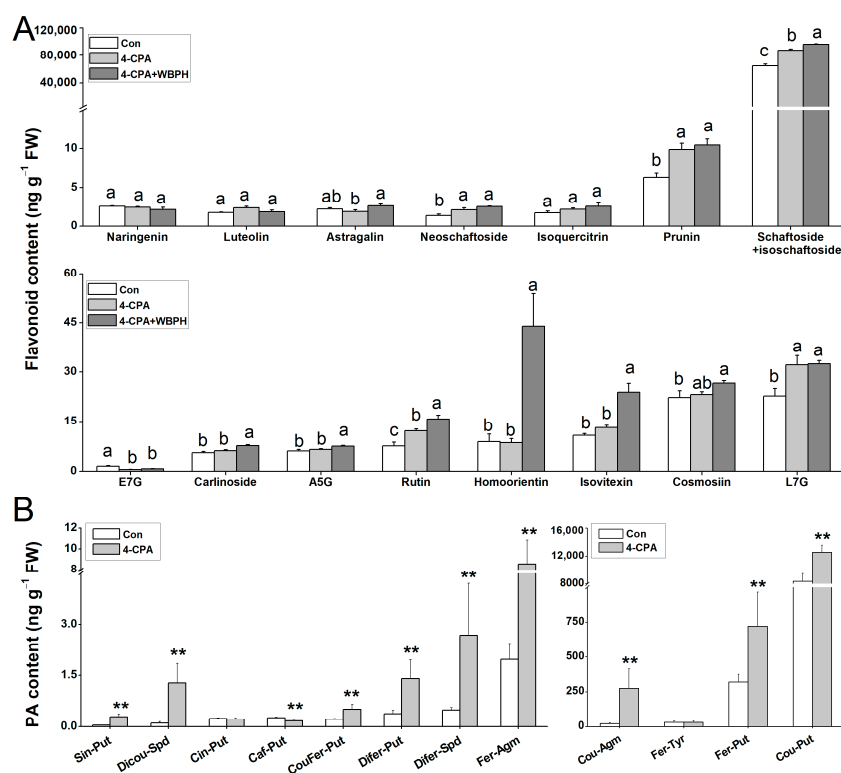 A
Flavonoid content (ng g⁻¹ FW)
120,000
80,000
40,000
10
5
0
Con
4-CPA
4-CPA+WBPH
a a a
a a a
ab b a
b a a
a a a
b a a
c b a
Naringenin Luteolin Astragalin Neoschaftoside Isoquercitrin Prunin Schaftoside
+isoschaftoside
60
45
30
15
0
Con
4-CPA
4-CPA+WBPH
a b b
b b a
b b a
c b a
b b a
b b a
b ab a
b a a
E7G Carlinoside A5G Rutin Homoorientin Isovitexin Cosmosiin L7G
B
PA content (ng g⁻¹ FW)
12
10
8
3.0
1.5
0.0
Con
4-CPA
** ** ** ** ** ** **
Sin-Put Dicou-Spd Cin-Put Caf-Put CouFer-Put Difer-Put Difer-Spd Fer-Agm
16,000
12,000
8000
750
500
250
0
Con
4-CPA
** ** **
Cou-Agm Fer-Tyr Fer-Put Cou-Put